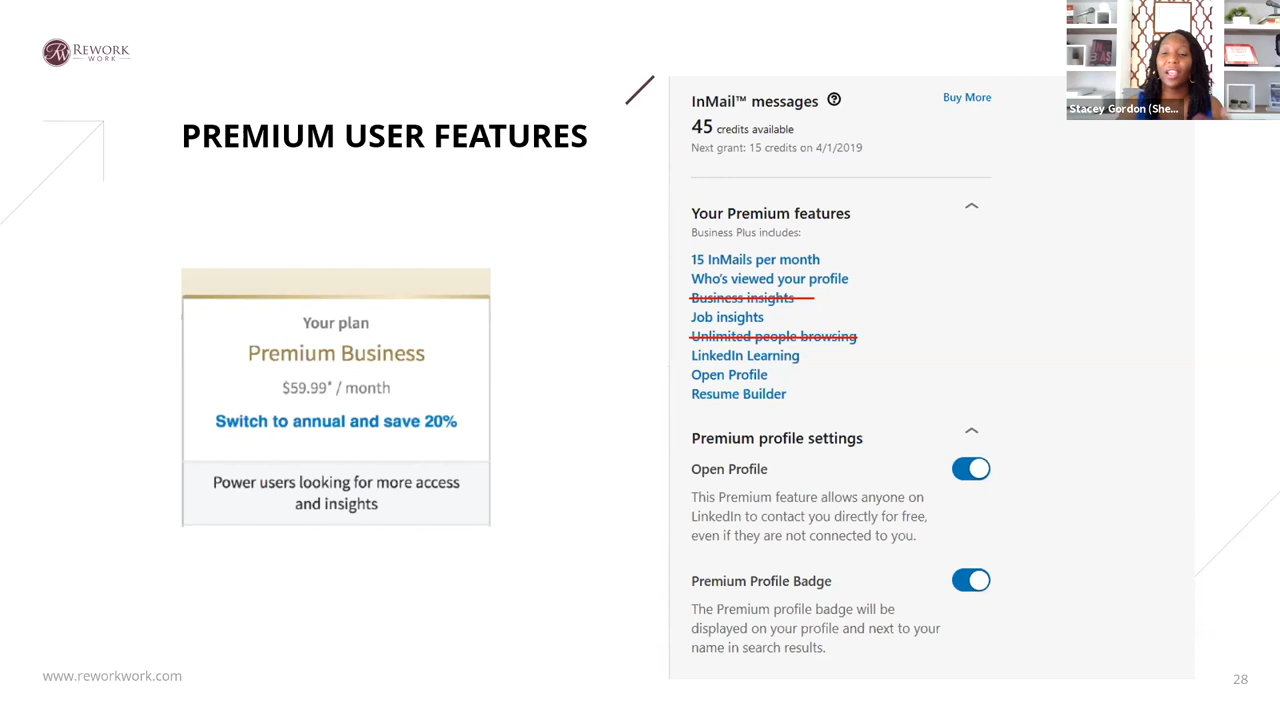 REWORK
WORK
PREMIUM USER FEATURES
Your plan
Premium Business
$59.99* / month
Switch to annual and save 20%
Power users looking for more access
and insights
InMail™ messages
Buy More
45 credits available
Next grant: 15 credits on 4/1/2019
Your Premium features
Business Plus includes:
15 InMails per month
Who's viewed your profile
Business insights
Job insights
Unlimited people browsing
LinkedIn Learning
Open Profile
Resume Builder
Premium profile settings
Open Profile
This Premium feature allows anyone on
LinkedIn to contact you directly for free,
even if they are not connected to you.
Premium Profile Badge
The Premium profile badge will be
displayed on your profile and next to your
name in search results.
Stacey Gordon (She...
www.reworkwork.com
28